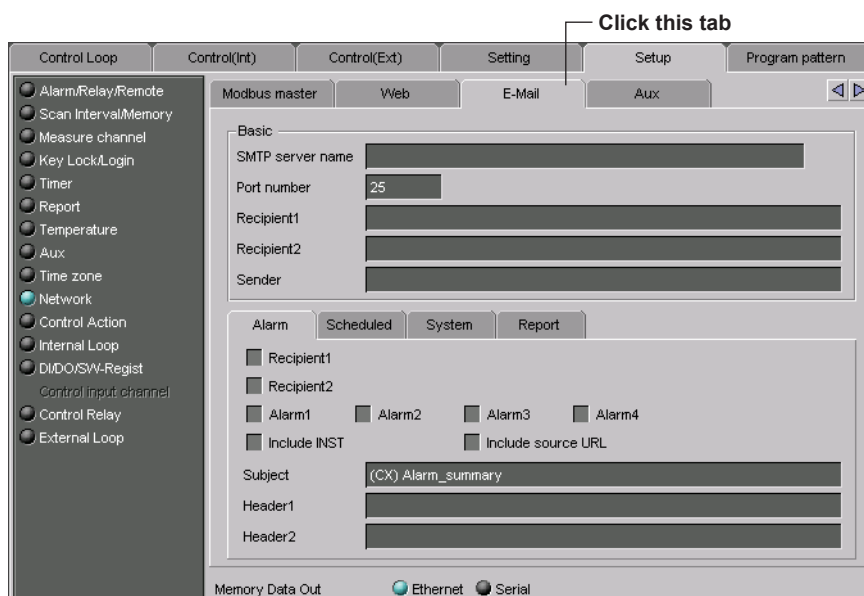 Click this tab
Control Loop Control(Int) Control(Ext) Setting Setup Program pattern
Alarm/Relay/Remote
Scan Interval/Memory
Measure channel
Key Lock/Login
Timer
Report
Temperature
Aux
Time zone
Network
Control Action
Internal Loop
DI/DO/SW-Regist
Control input channel
Control Relay
External Loop
Modbus master Web E-Mail Aux
Basic
SMTP server name
Port number 25
Recipient1
Recipient2
Sender
Alarm Scheduled System Report
Recipient1
Recipient2
Alarm1 Alarm2 Alarm3 Alarm4
Include INST Include source URL
Subject (CX) Alarm_summary
Header1
Header2
Memory Data Out Ethernet Serial